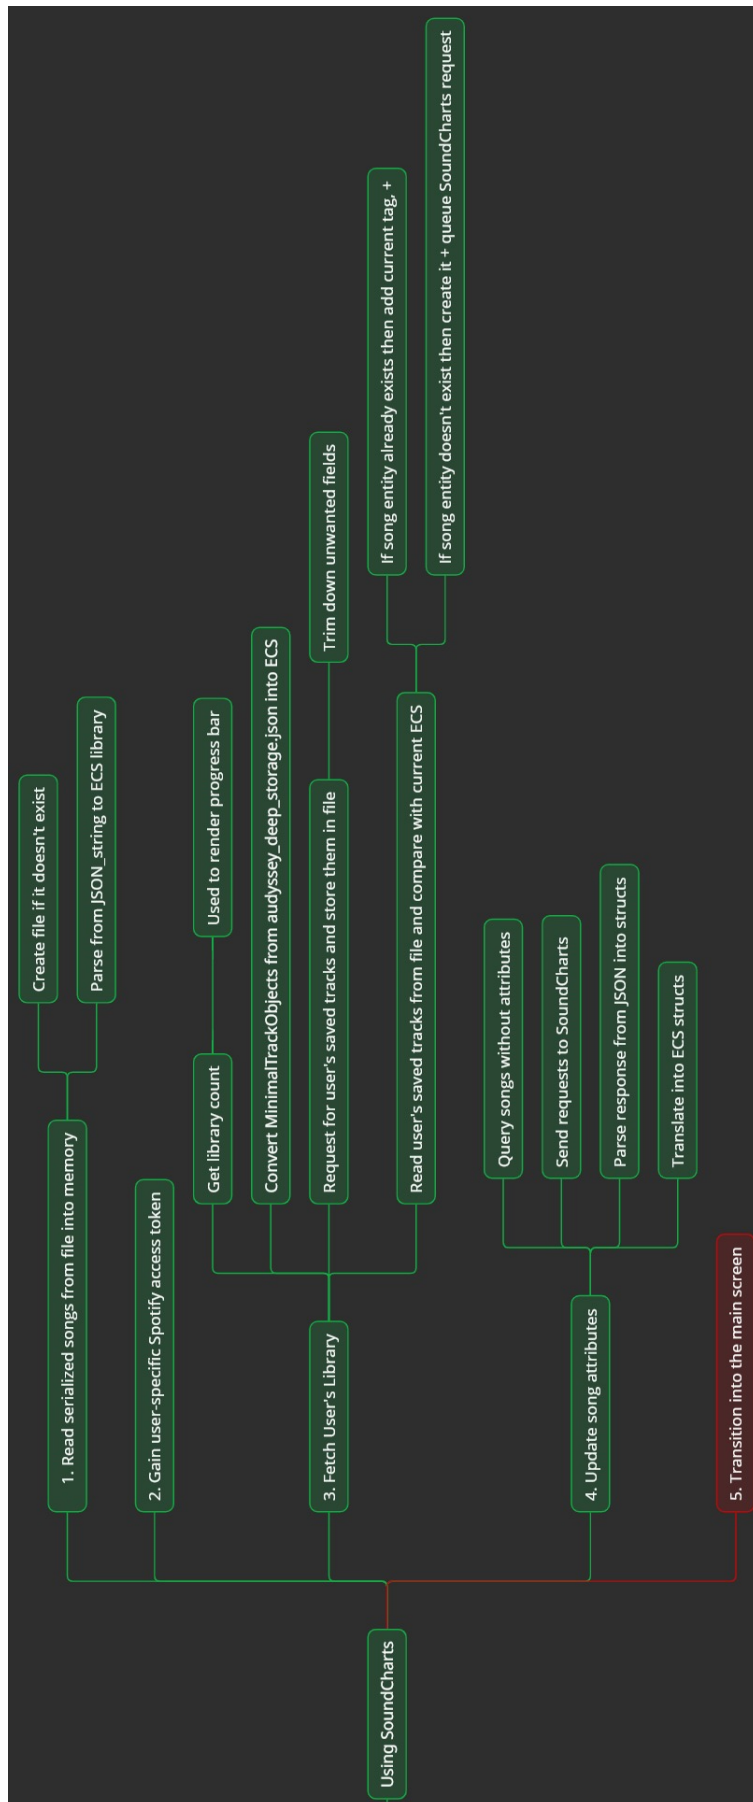 Using SoundCharts
1. Read serialized songs from file into memory
Create file if it doesn't exist
Parse from JSON_string to ECS library
2. Gain user-specific Spotify access token
3. Fetch User's Library
Get library count
Used to render progress bar
Convert MinimalTrackObjects from audyssey_deep_storage.json into ECS
Request for user's saved tracks and store them in file
Trim down unwanted fields
Read user's saved tracks from file and compare with current ECS
If song entity already exists then add current tag, +
If song entity doesn't exist then create it + queue SoundCharts request
4. Update song attributes
Query songs without attributes
Send requests to SoundCharts
Parse response from JSON into structs
Translate into ECS structs
5. Transition into the main screen